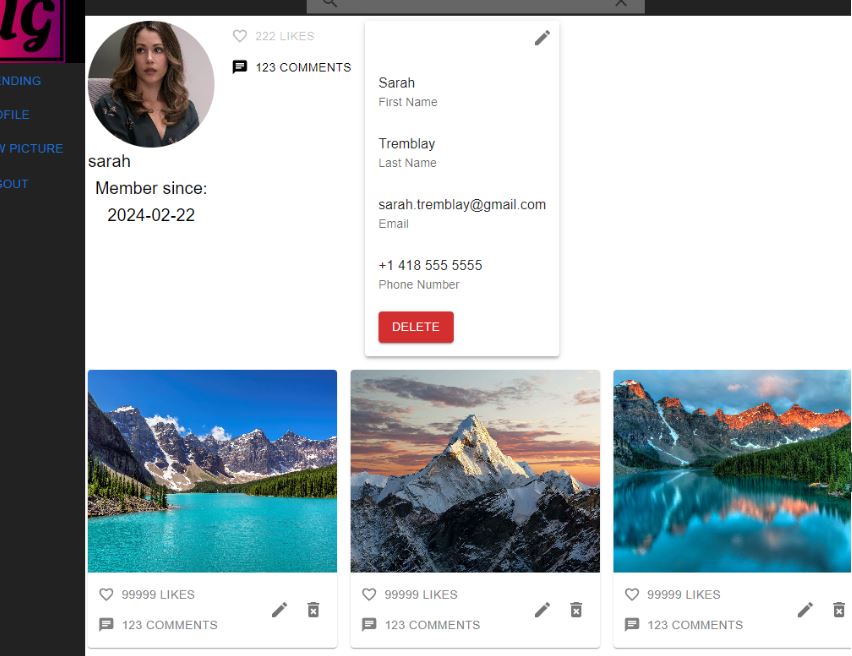 ENDING
OFILE
W PICTURE
GOUT
222 LIKES
123 COMMENTS
sarah
Member since:
2024-02-22
Sarah
First Name
Tremblay
Last Name
sarah.tremblay@gmail.com
Email
+1 418 555 5555
Phone Number
DELETE
99999 LIKES
123 COMMENTS
99999 LIKES
123 COMMENTS
99999 LIKES
123 COMMENTS